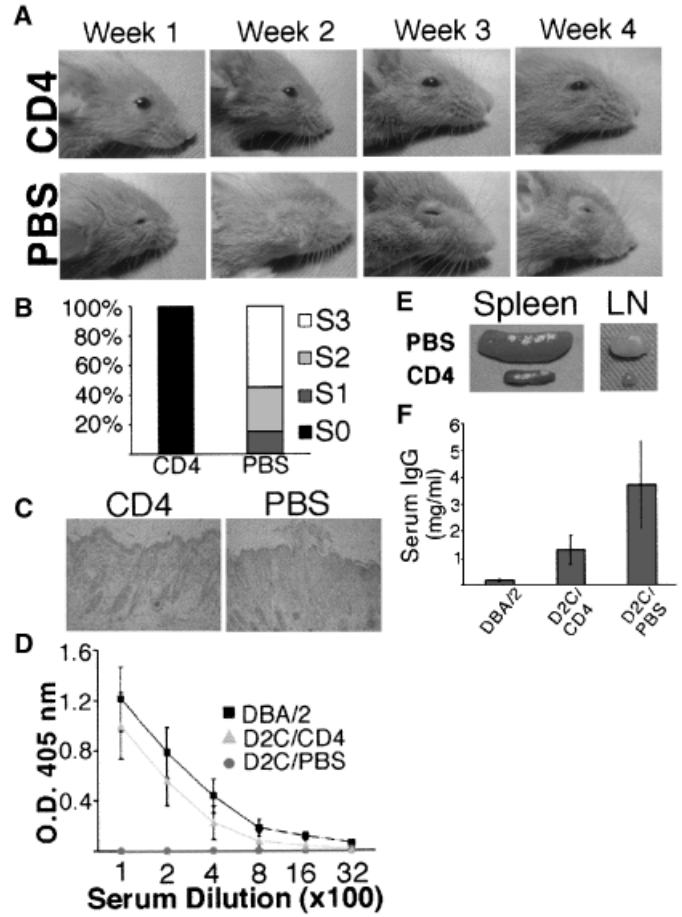 A
Week 1 Week 2 Week 3 Week 4
CD4
PBS
B
100%
80%
60%
40%
20%
CD4 PBS
S3
S2
S1
S0
C
CD4 PBS
D
1.6
1.2
0.8
0.4
O.D. 405 nm
DBA/2
D2C/CD4
D2C/PBS
1 2 4 8 16 32
Serum Dilution (x100)
E
Spleen LN
PBS
CD4
F
6
5
4
3
2
1
Serum IgG
(mg/ml)
DBA/2
D2C/
CD4
D2C/
PBS